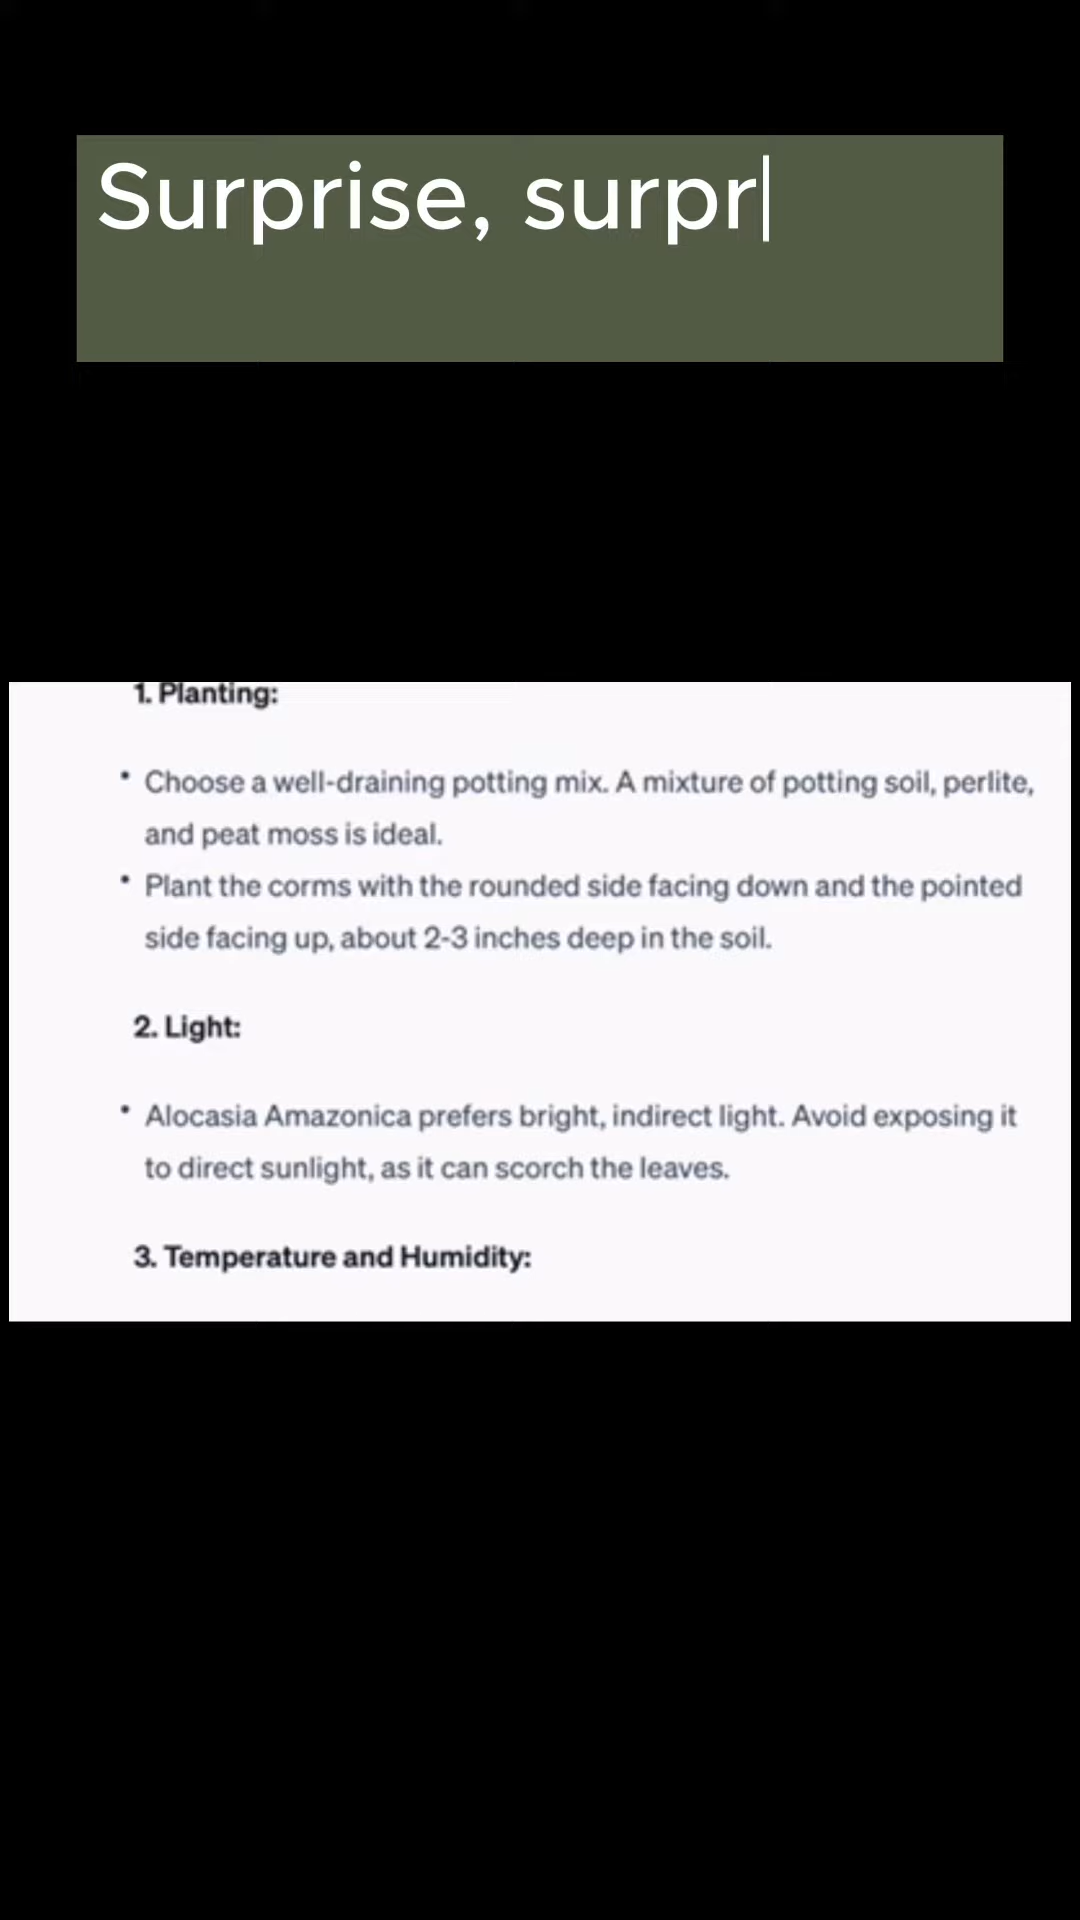 Surprise, surpr
1. Planting:
• Choose a well-draining potting mix. A mixture of potting soil, perlite,
and peat moss is ideal.
• Plant the corms with the rounded side facing down and the pointed
side facing up, about 2-3 inches deep in the soil.
2. Light:
• Alocasia Amazonica prefers bright, indirect light. Avoid exposing it
to direct sunlight, as it can scorch the leaves.
3. Temperature and Humidity: